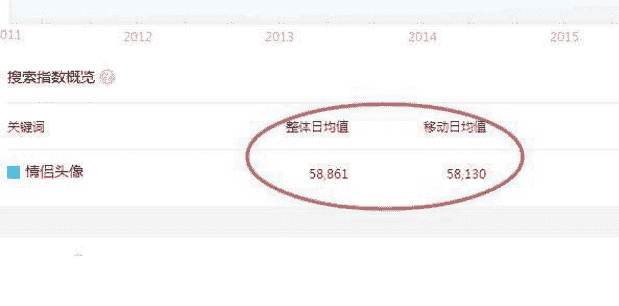 011 2012 2013 2014 2015
搜索指数概览 ?
关键词 整体日均值 移动日均值
情侣头像 58,861 58,130
...